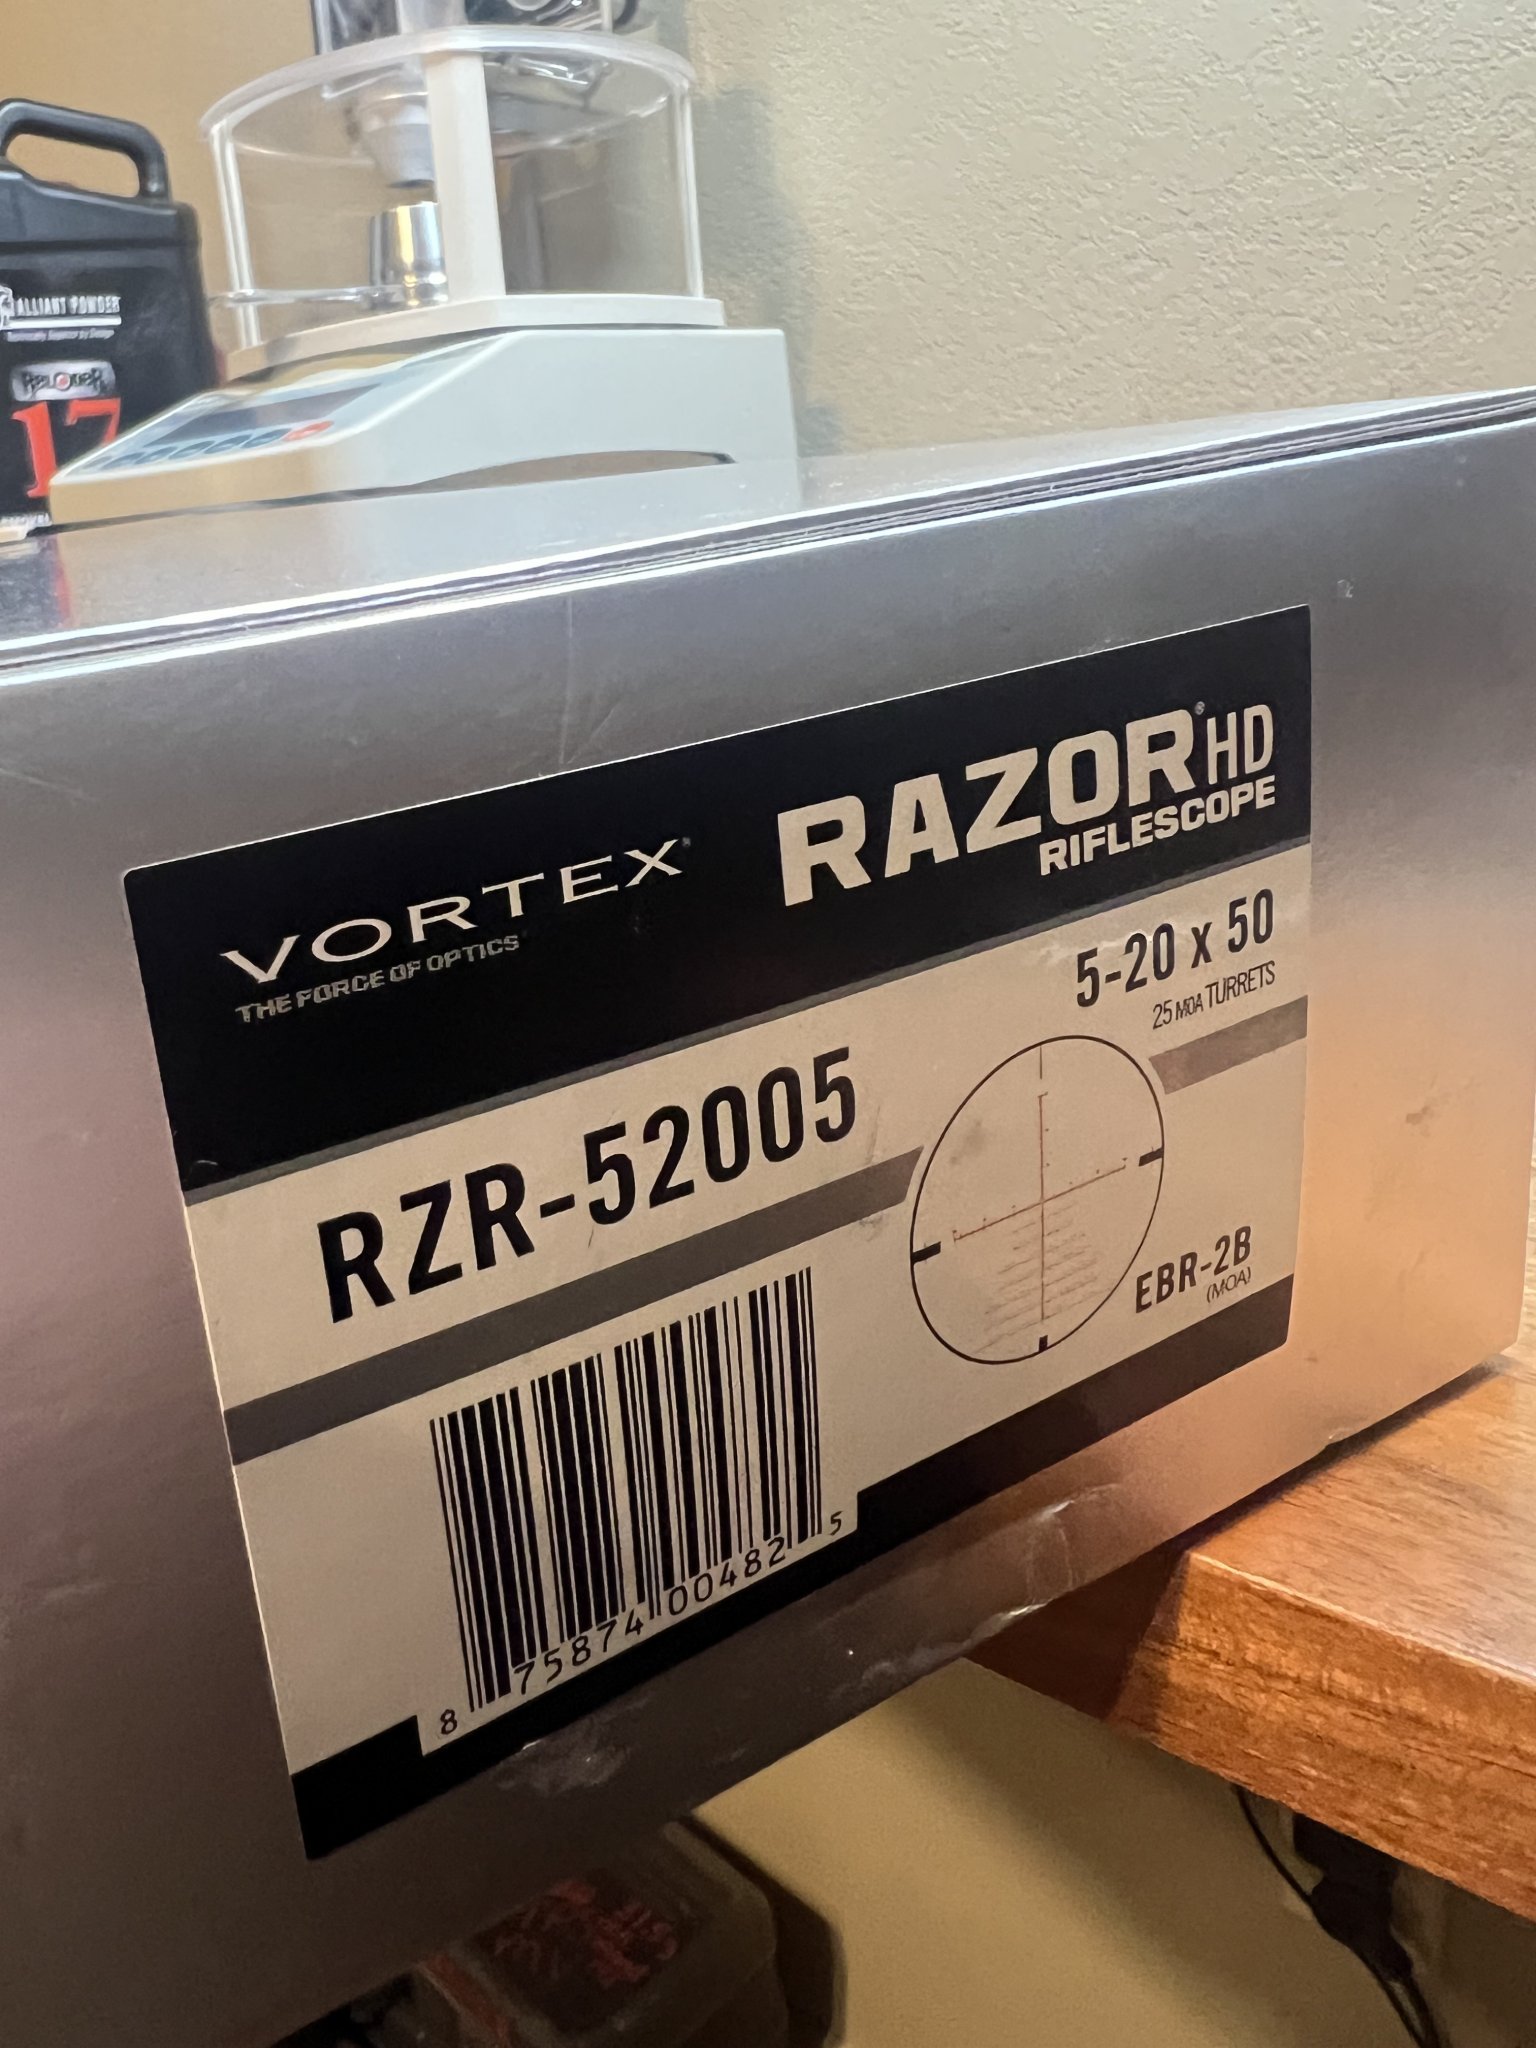 ALLIANT POWDER
RELODER
17
VORTEX®
THE FORCE OF OPTICS
RAZOR® HD
RIFLESCOPE
5-20 x 50
25 MOA TURRETS
RZR-52005
EBR-2B
(MOA)
8 75874 00482 5